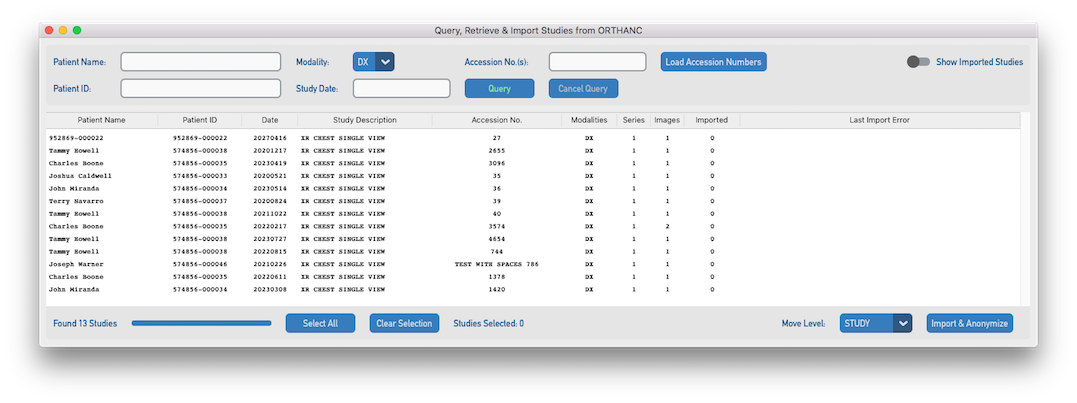 Query, Retrieve & Import Studies from ORTHANC
Patient Name: Modality: DX Accession No.(s): Load Accession Numbers Show Imported Studies
Patient ID: Study Date: Query Cancel Query
Patient Name Patient ID Date Study Description Accession No. Modalities Series Images Imported Last Import Error
952869-000022 952869-000022 20270416 XR CHEST SINGLE VIEW 27 DX 1 1 0
Tammy Howell 574856-000038 20201217 XR CHEST SINGLE VIEW 2655 DX 1 1 0
Charles Boone 574856-000035 20230419 XR CHEST SINGLE VIEW 3096 DX 1 1 0
Joshua Caldwell 574856-000033 20200521 XR CHEST SINGLE VIEW 35 DX 1 1 0
John Miranda 574856-000034 20230514 XR CHEST SINGLE VIEW 36 DX 1 1 0
Terry Navarro 574856-000037 20200824 XR CHEST SINGLE VIEW 39 DX 1 1 0
Tammy Howell 574856-000038 20211022 XR CHEST SINGLE VIEW 40 DX 1 1 0
Charles Boone 574856-000035 20220217 XR CHEST SINGLE VIEW 3574 DX 1 2 0
Tammy Howell 574856-000038 20230727 XR CHEST SINGLE VIEW 4654 DX 1 1 0
Tammy Howell 574856-000038 20220815 XR CHEST SINGLE VIEW 744 DX 1 1 0
Joseph Warner 574856-000046 20210226 XR CHEST SINGLE VIEW TEST WITH SPACES 786 DX 1 1 0
Charles Boone 574856-000035 20220611 XR CHEST SINGLE VIEW 1378 DX 1 1 0
John Miranda 574856-000034 20230308 XR CHEST SINGLE VIEW 1420 DX 1 1 0
Found 13 Studies Select All Clear Selection Studies Selected: 0 Move Level: STUDY Import & Anonymize